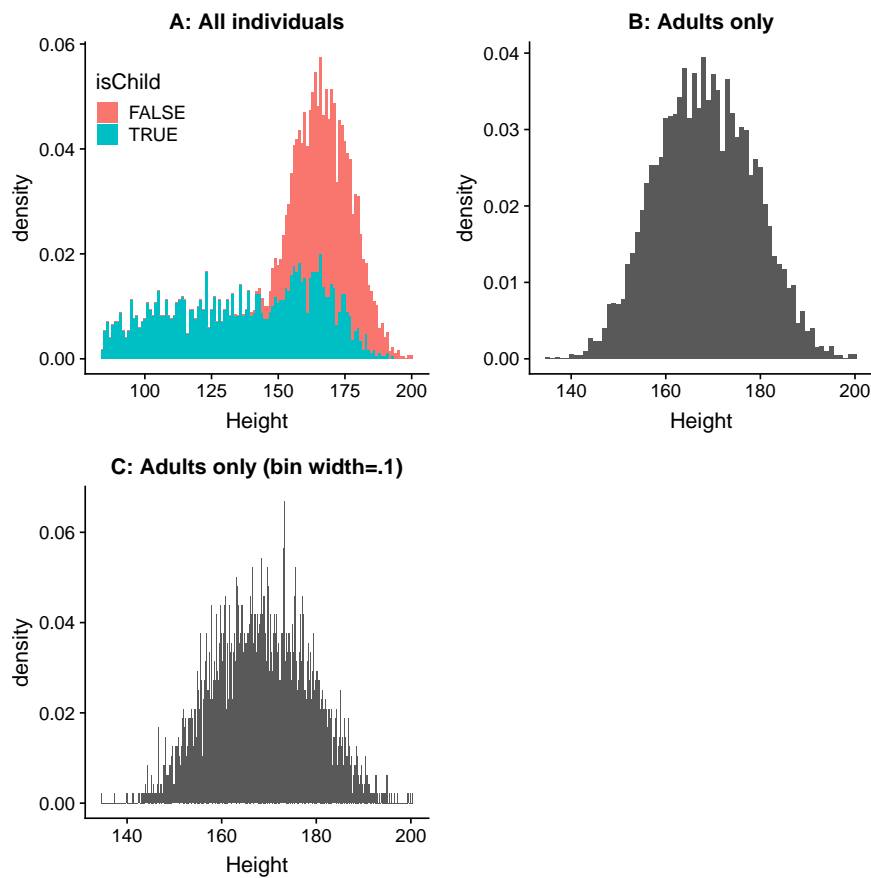 A: All individuals
isChild
FALSE
TRUE
density
0.06
0.04
0.02
0.00
100 125 150 175 200
Height
B: Adults only
density
0.04
0.03
0.02
0.01
0.00
140 160 180 200
Height
C: Adults only (bin width=.1)
density
0.06
0.04
0.02
0.00
140 160 180 200
Height